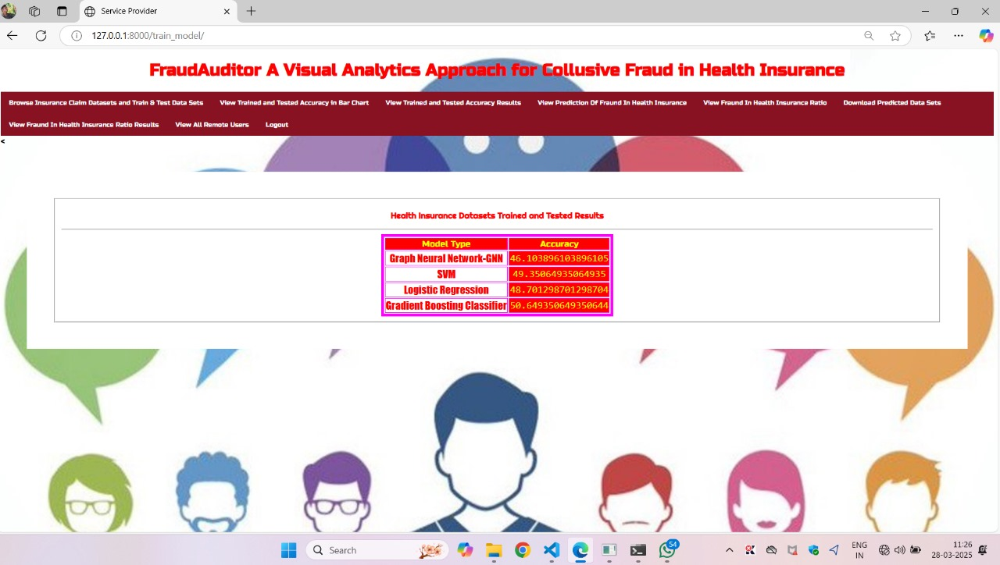 127.0.0.1:8000/train_model/
FraudAuditor A Visual Analytics Approach for Collusive Fraud in Health Insurance
Browse Insurance Claim Datasets and Train & Test Data Sets View Trained and Tested Accuracy in Bar Chart View Trained and Tested Accuracy Results View Prediction Of Fraund In Health Insurance View Fraund In Health Insurance Ratio Download Predicted Data Sets
View Fraund In Health Insurance Ratio Results View All Remote Users Logout
<
Health Insurance Datasets Trained and Tested Results
Model Type Accuracy
Graph Neural Network-GNN 46.103896103896105
SVM 49.35064935064935
Logistic Regression 48.701298701298704
Gradient Boosting Classifier 50.649350649350644
Search
54
ENG
IN
11:26
28-03-2025